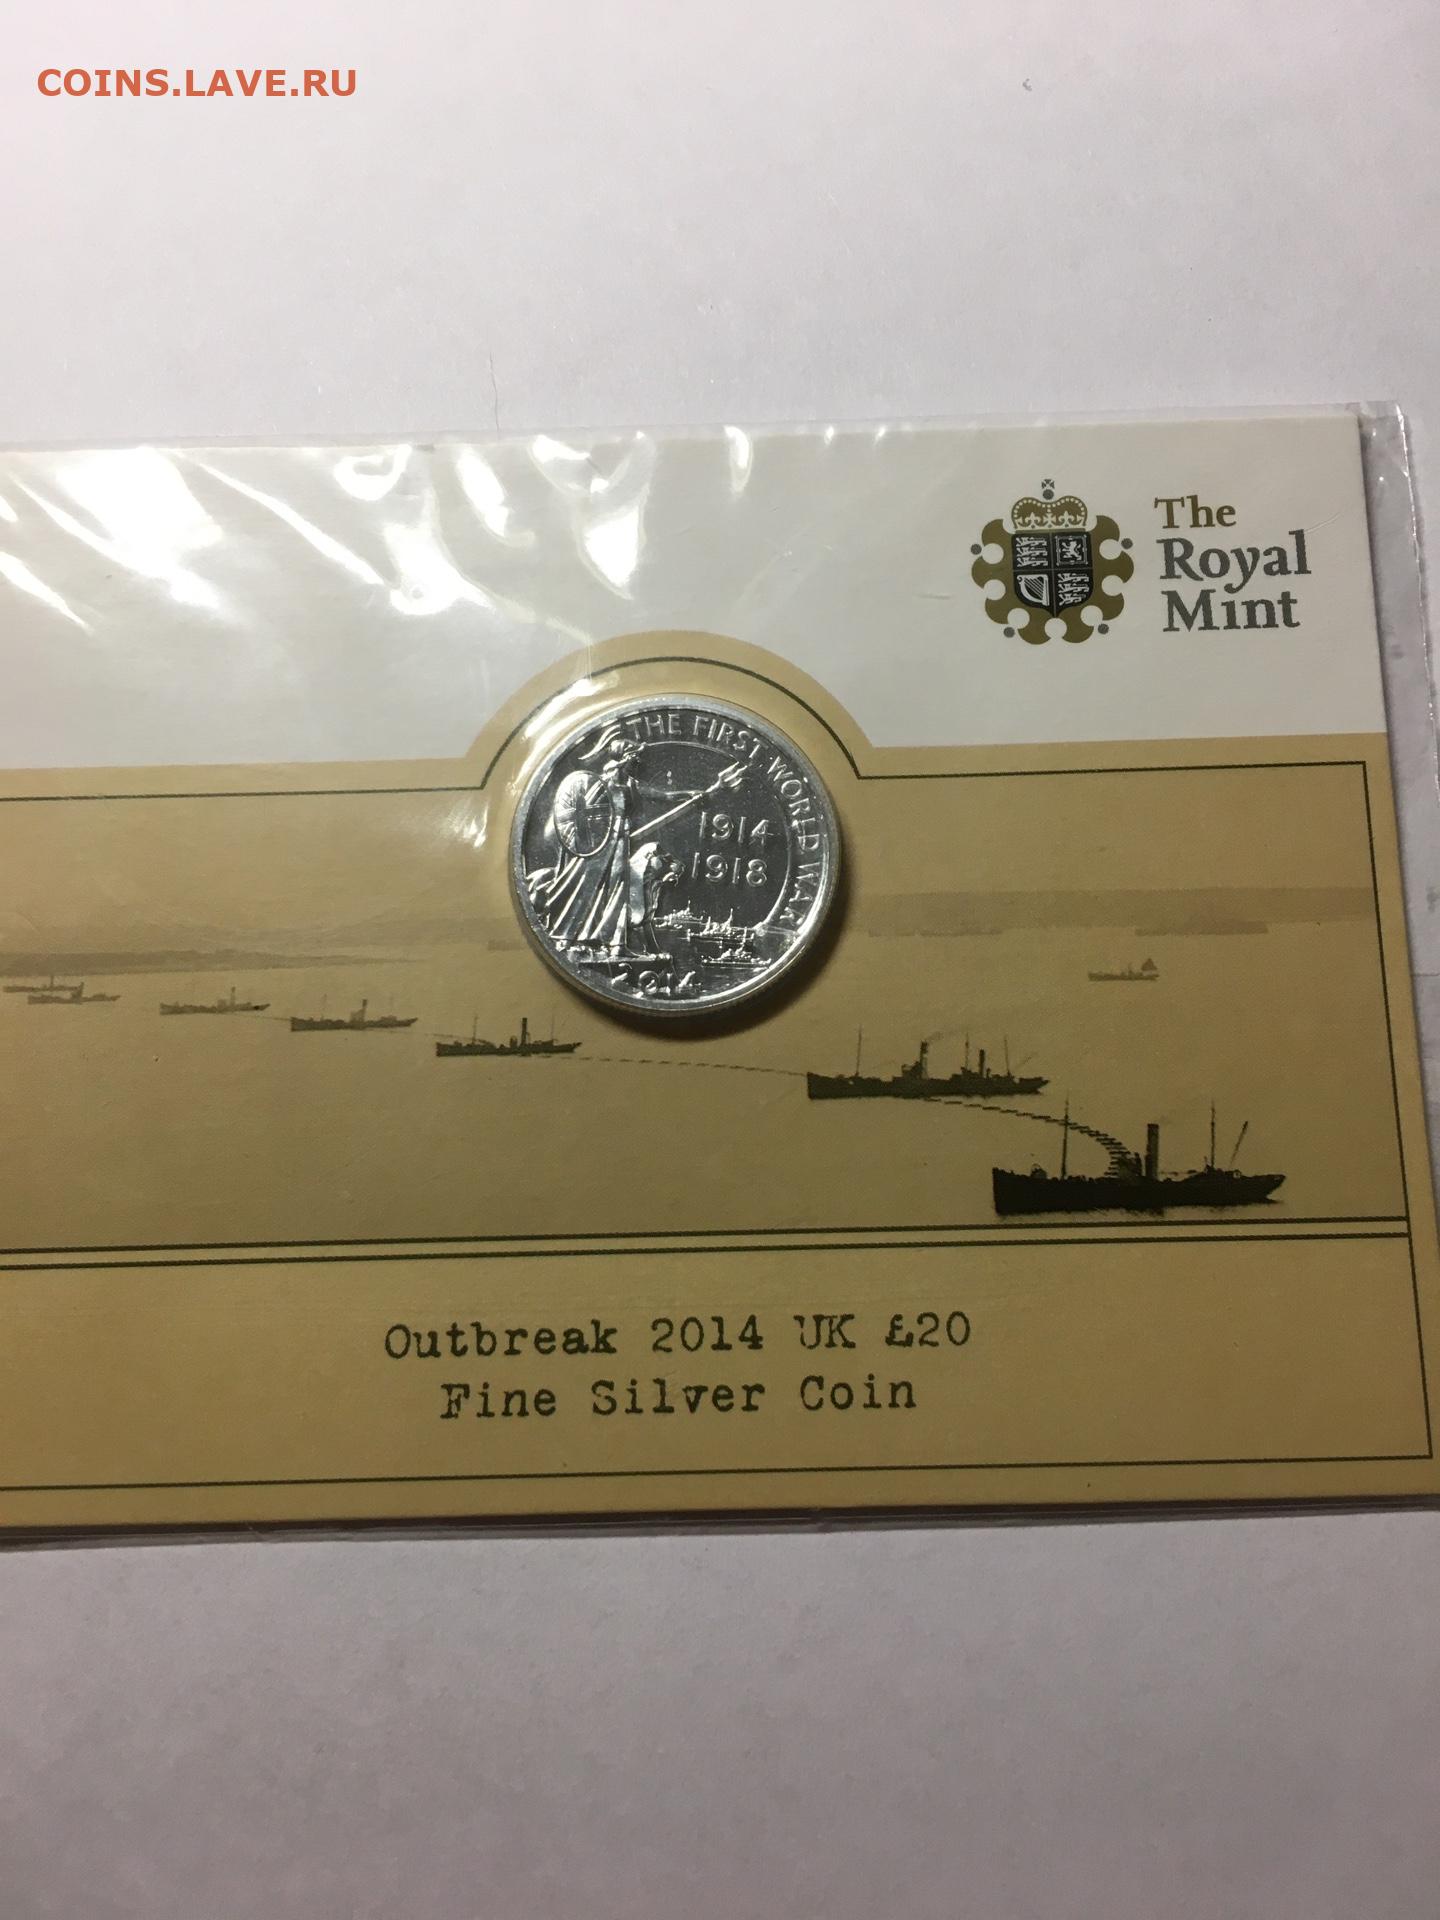 COINS.LAVE.RU
The
Royal
Mint
THE FIRST WORLD WAR
1914
1918
2014
Outbreak 2014 UK £20
Fine Silver Coin